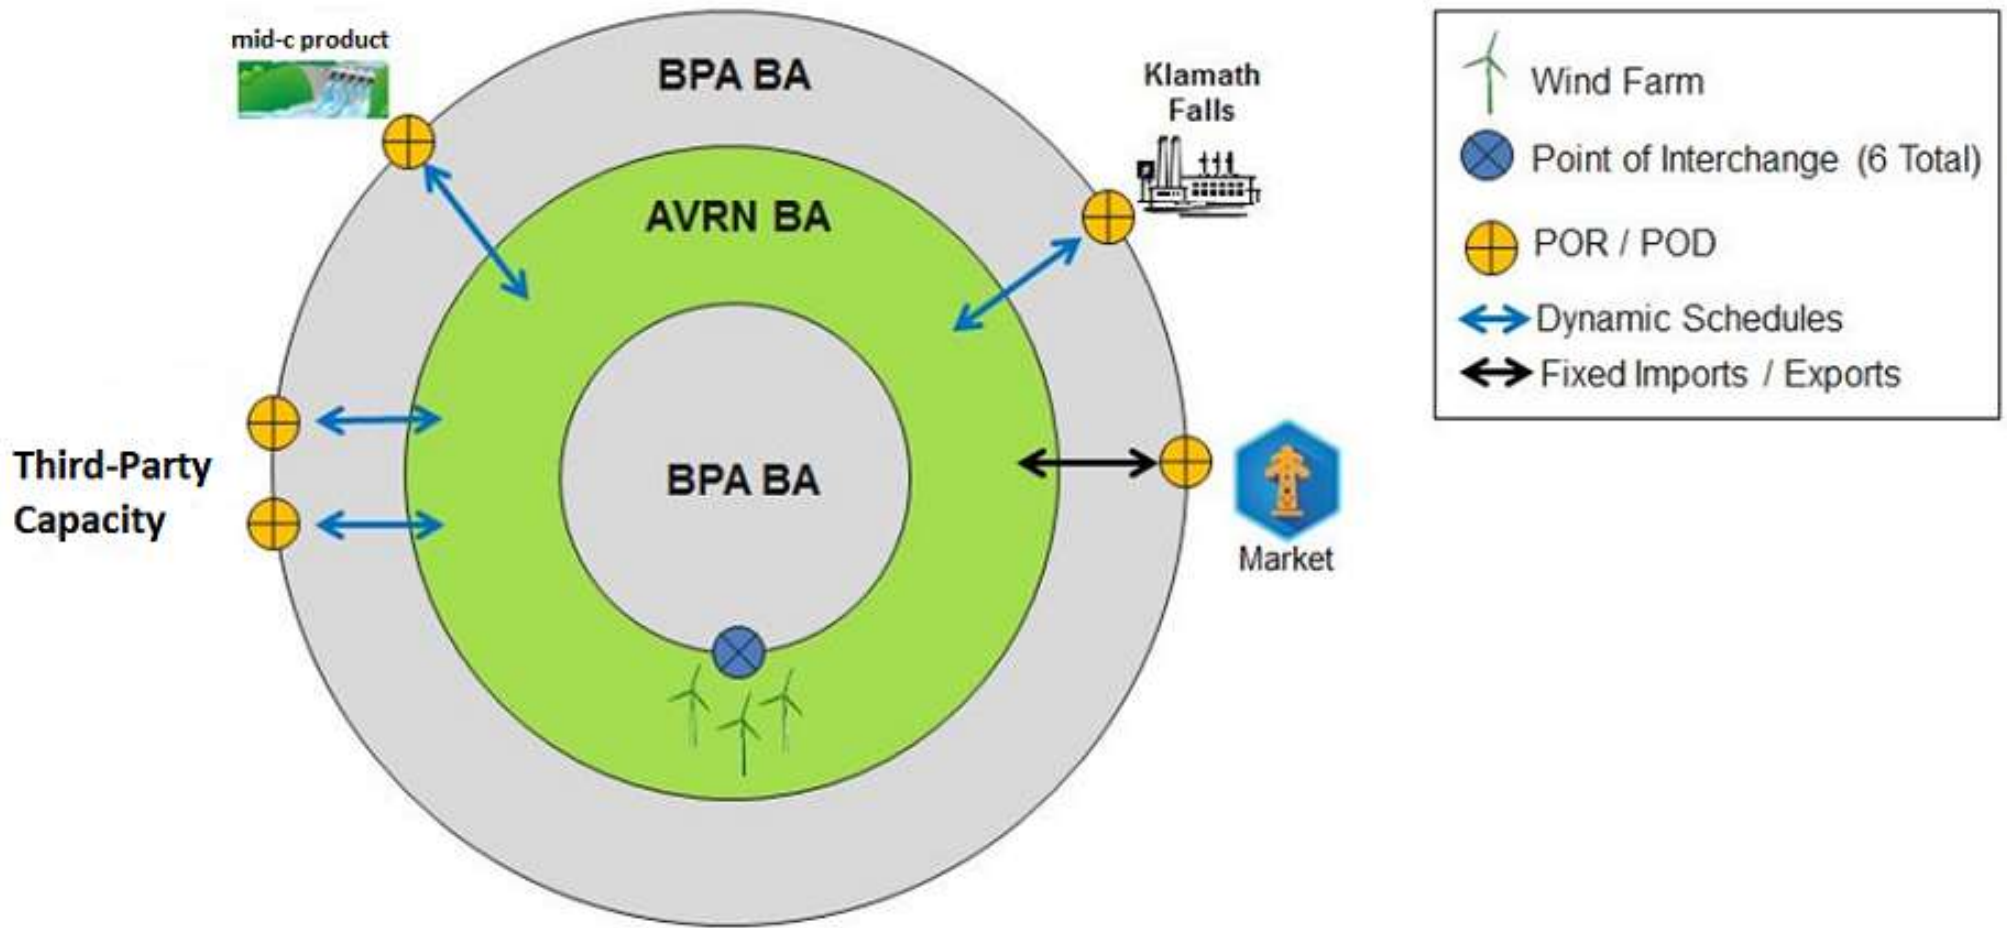 mid-c product
BPA BA
Klamath
Falls
AVRN BA
Third-Party
Capacity
BPA BA
Market
Wind Farm
Point of Interchange (6 Total)
POR / POD
Dynamic Schedules
Fixed Imports / Exports